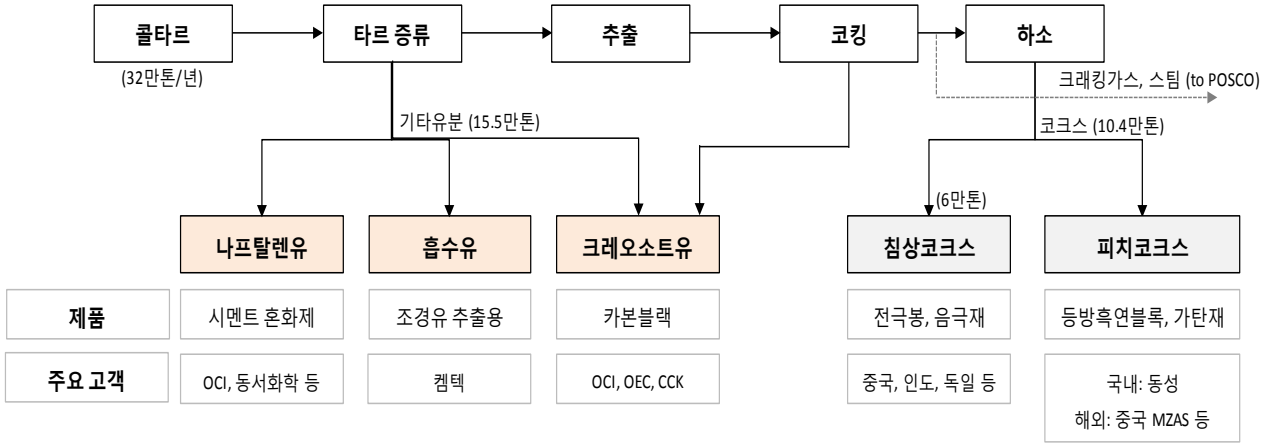 콜타르
타르 증류
추출
코킹
하소
(32만톤/년)
크래킹가스, 스팀 (to POSCO)
기타유분 (15.5만톤)
코크스 (10.4만톤)
(6만톤)
나프탈렌유
흡수유
크레오소트유
침상코크스
피치코크스
제품
시멘트 혼화제
조경유 추출용
카본블랙
전극봉, 음극재
등방흑연블록, 가탄재
주요 고객
OCI, 동서화학 등
켐텍
OCI, OEC, CCK
중국, 인도, 독일 등
국내: 동성
해외: 중국 MZAS 등